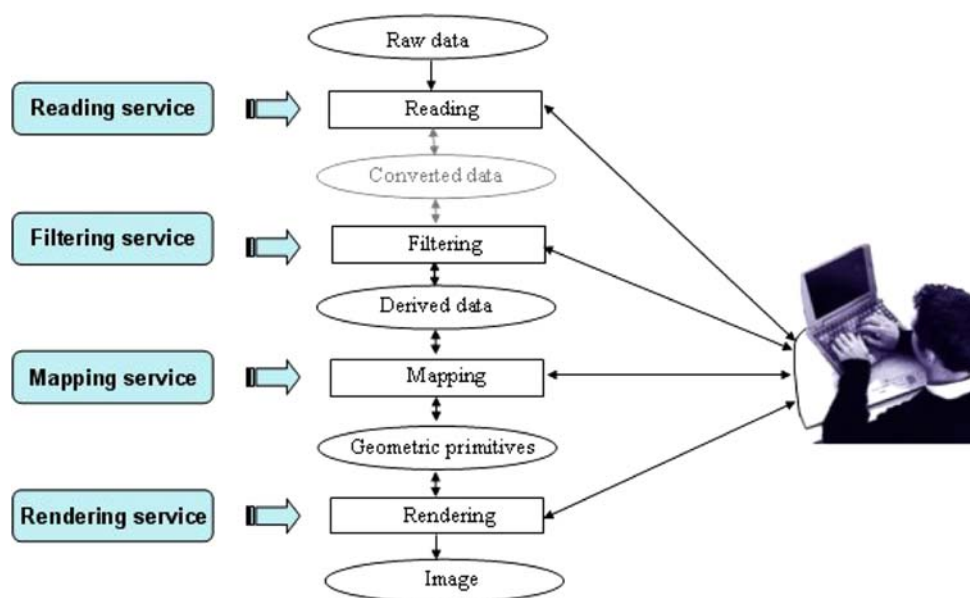 Raw data
Reading service
Reading
Converted data
Filtering service
Filtering
Derived data
Mapping service
Mapping
Geometric primitives
Rendering service
Rendering
Image